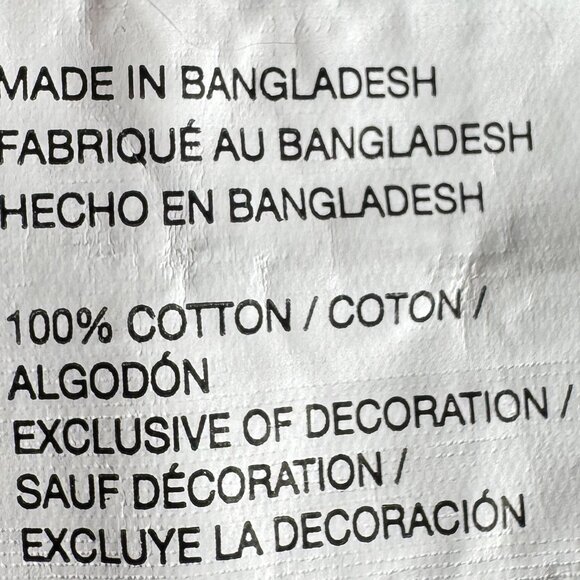 MADE IN BANGLADESH
FABRIQUÉ AU BANGLADESH
HECHO EN BANGLADESH
100% COTTON / COTON /
ALGODÓN
EXCLUSIVE OF DECORATION /
SAUF DÉCORATION /
EXCLUYE LA DECORACIÓN